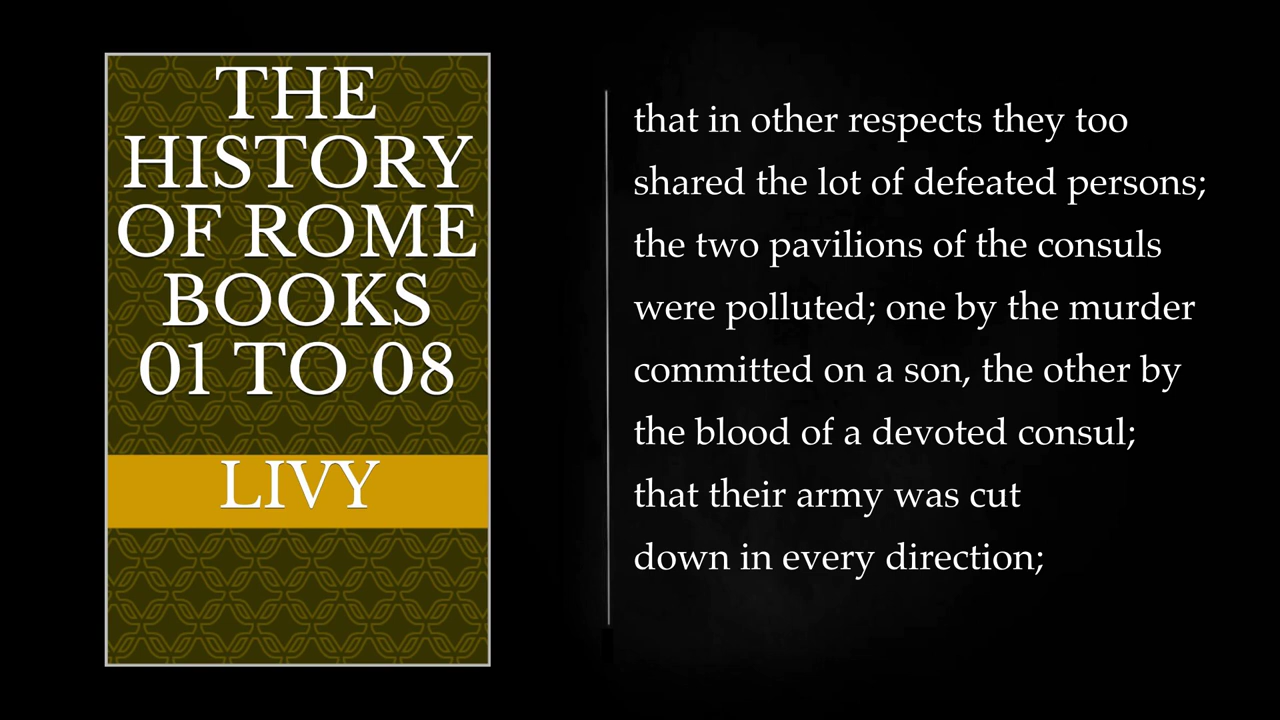 THE
HISTORY
OF ROME
BOOKS
01 TO 08
LIVY
that in other respects they too
shared the lot of defeated persons;
the two pavilions of the consuls
were polluted; one by the murder
committed on a son, the other by
the blood of a devoted consul;
that their army was cut
down in every direction;